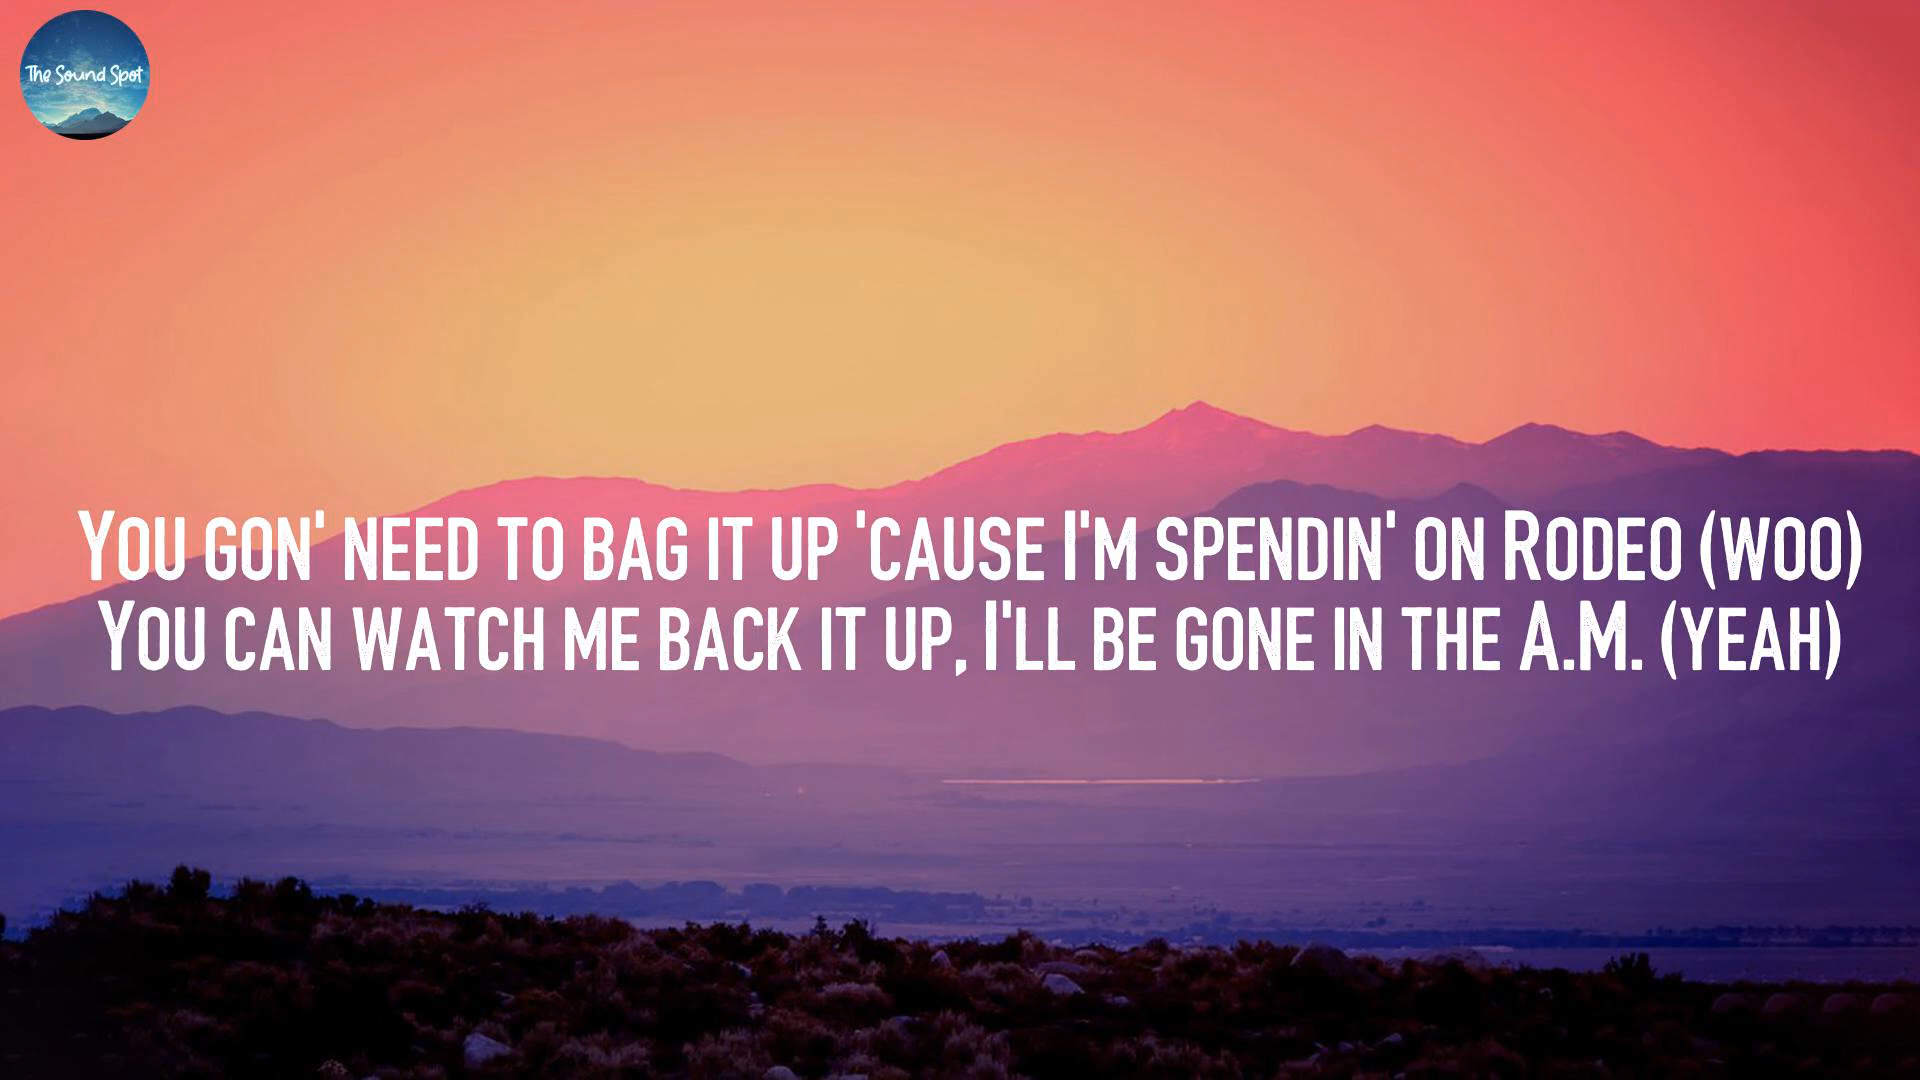 The Sound Spot
You gon' need to bag it up 'cause I'm spendin' on Rodeo (woo)
You can watch me back it up, I'll be gone in the A.M. (yeah)